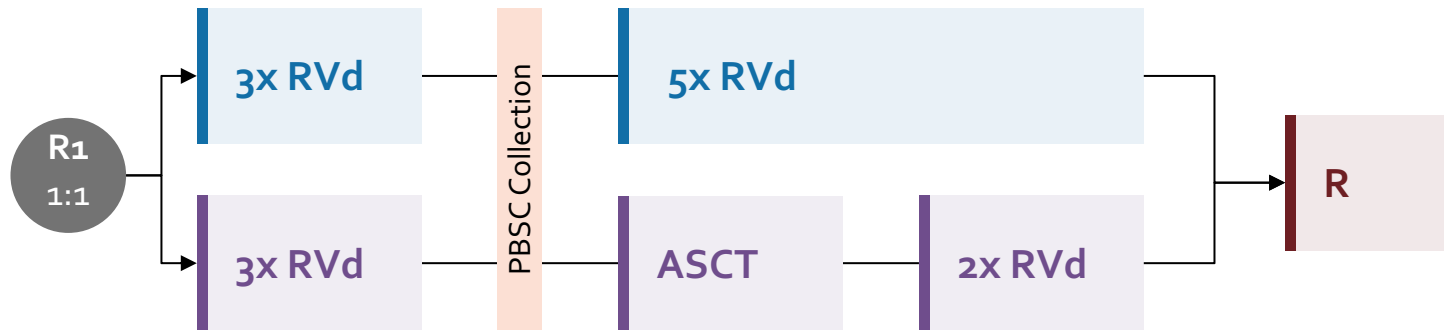 R1
1:1
3x RVd
PBSC Collection
5x RVd
3x RVd
ASCT
2x RVd
R